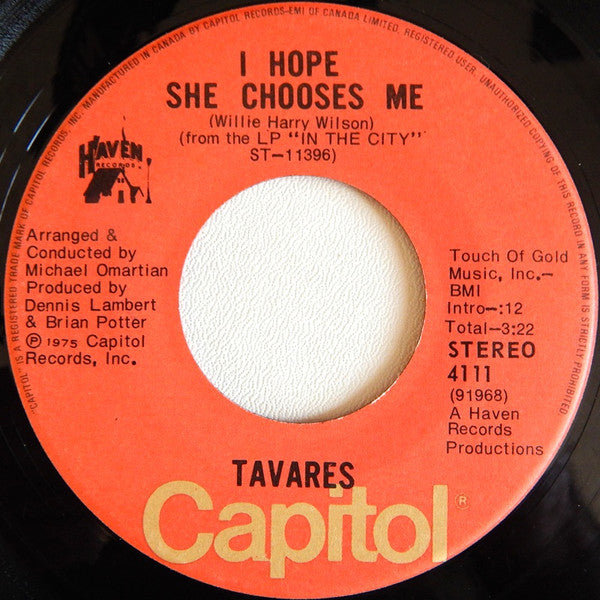 MANUFACTURED IN CANADA BY CAPITOL RECORDS-EMI OF CANADA LIMITED. REGISTERED USER. UNAUTHORIZED COPYING OF THIS RECORD IN ANY FORM IS STRICTLY PROHIBITED.
"CAPITOL" IS A REGISTERED TRADE MARK OF CAPITOL RECORDS, INC.
I HOPE
SHE CHOOSES ME
(Willie Harry Wilson)
(from the LP "IN THE CITY"
ST-11396)
HAVEN
RECORDS
Arranged &
Conducted by
Michael Omartian
Produced by
Dennis Lambert
& Brian Potter
℗ 1975 Capitol
Records, Inc.
Touch Of Gold
Music, Inc.-
BMI
Intro-:12
Total-3:22
STEREO
4111
(91968)
A Haven
Records
Productions
TAVARES
Capitol®